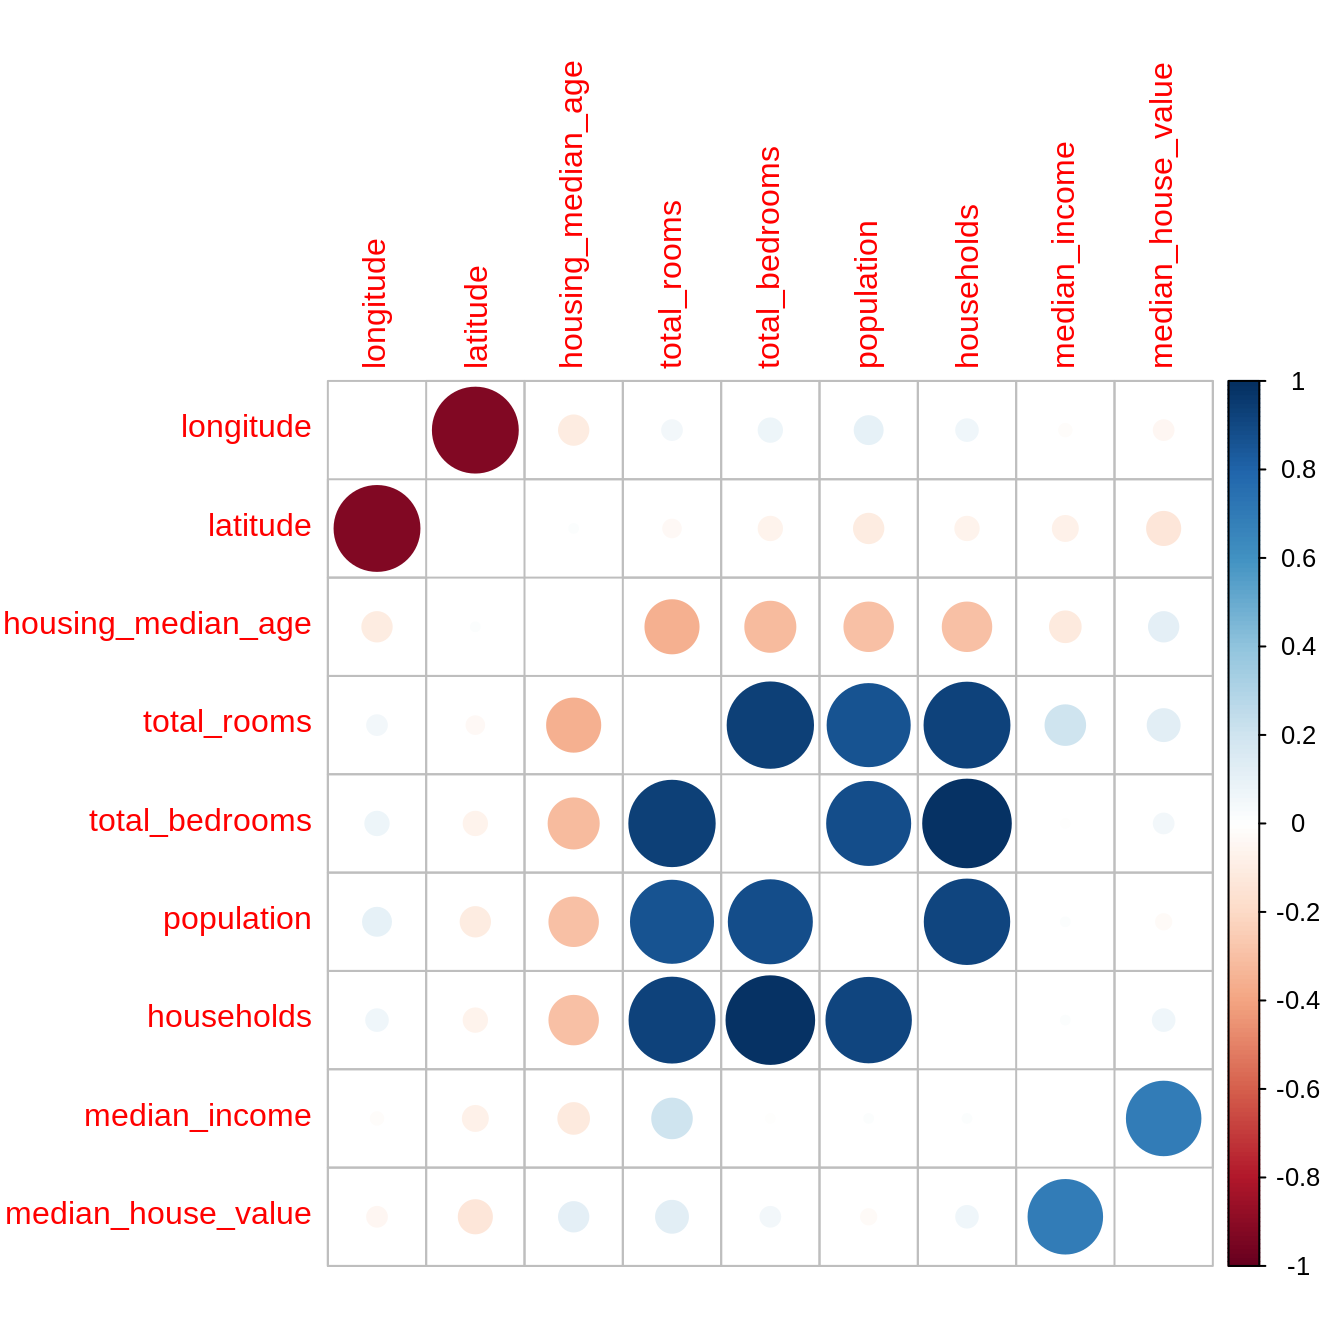 longitude
latitude
housing_median_age
total_rooms
total_bedrooms
population
households
median_income
median_house_value
longitude
latitude
housing_median_age
total_rooms
total_bedrooms
population
households
median_income
median_house_value
1
0.8
0.6
0.4
0.2
0
-0.2
-0.4
-0.6
-0.8
-1